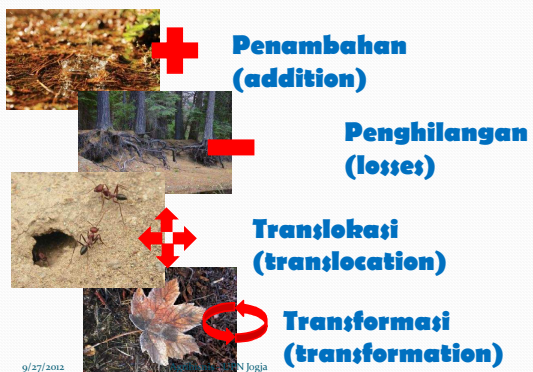 Penambahan
(addition)
Penghilangan
(losses)
Translokasi
(translocation)
Transformasi
(transformation)
9/27/2012
Jogja